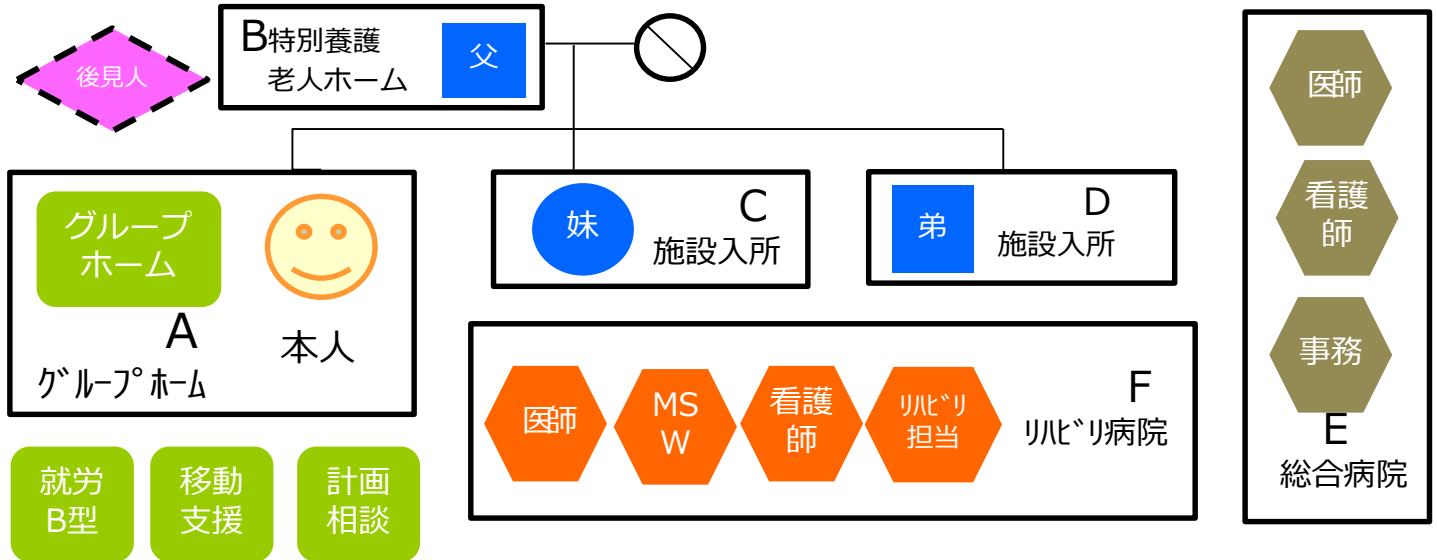 後見人
B特別養護
老人ホーム
父
グループ
ホーム
A
グループホーム
本人
妹
C
施設入所
弟
D
施設入所
医師
看護
師
事務
E
総合病院
医師
MS
W
看護
師
リハビリ
担当
F
リハビリ病院
就労
B型
移動
支援
計画
相談